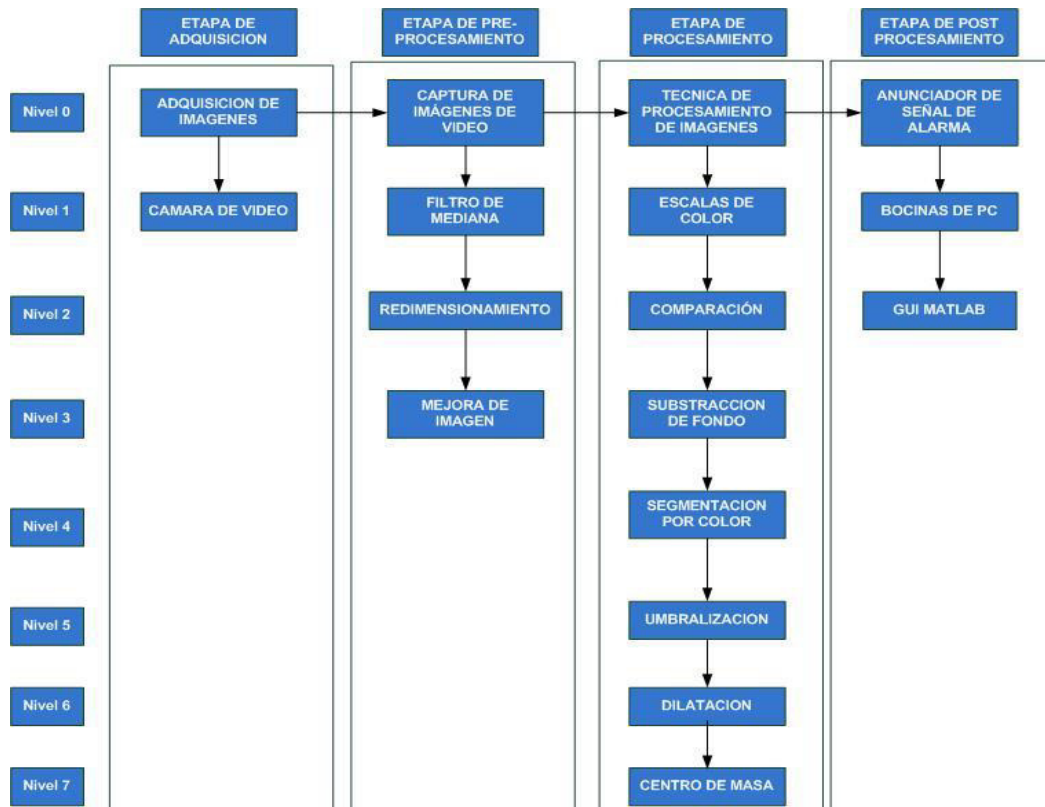 ETAPA DE
ADQUISICION
ETAPA DE PRE-
PROCESAMIENTO
ETAPA DE
PROCESAMIENTO
ETAPA DE POST
PROCESAMIENTO
Nivel 0
ADQUISICION DE
IMAGENES
CAPTURA DE
IMÁGENES DE
VIDEO
TECNICA DE
PROCESAMIENTO
DE IMAGENES
ANUNCIADOR DE
SEÑAL DE
ALARMA
Nivel 1
CAMARA DE VIDEO
FILTRO DE
MEDIANA
ESCALAS DE
COLOR
BOCINAS DE PC
Nivel 2
REDIMENSIONAMIENTO
COMPARACIÓN
GUI MATLAB
Nivel 3
MEJORA DE
IMAGEN
SUBSTRACCION
DE FONDO
Nivel 4
SEGMENTACION
POR COLOR
Nivel 5
UMBRALIZACION
Nivel 6
DILATACION
Nivel 7
CENTRO DE MASA